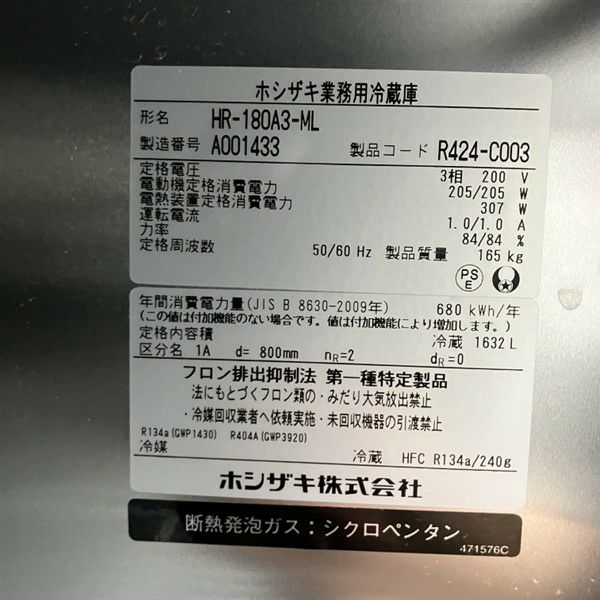 ホシザキ業務用冷蔵庫
形名 HR-180A3-ML
製造番号 A001433 製品コード R424-C003
定格電圧 3相 200 V
電動機定格消費電力 205/205 W
電熱装置定格消費電力 307 W
運転電流 1.0/1.0 A
力率 84/84 %
定格周波数 50/60 Hz 製品質量 165 kg
PS
E
年間消費電力量(JIS B 8630-2009年) 680 kWh/年
(この値は付加機能のない場合です。値は付加機能により増加します。)
定格内容積 冷蔵 1632 L
区分名 1A d= 800mm nR=2 dR=0
フロン排出抑制法 第一種特定製品
法にもとづくフロン類の・みだり大気放出禁止
・冷媒回収業者へ依頼実施・未回収機器の引渡禁止
R134a(GWP1430) R404A(GWP3920)
冷媒 冷蔵 HFC R134a/240g
ホシザキ株式会社
断熱発泡ガス：シクロペンタン
471576C